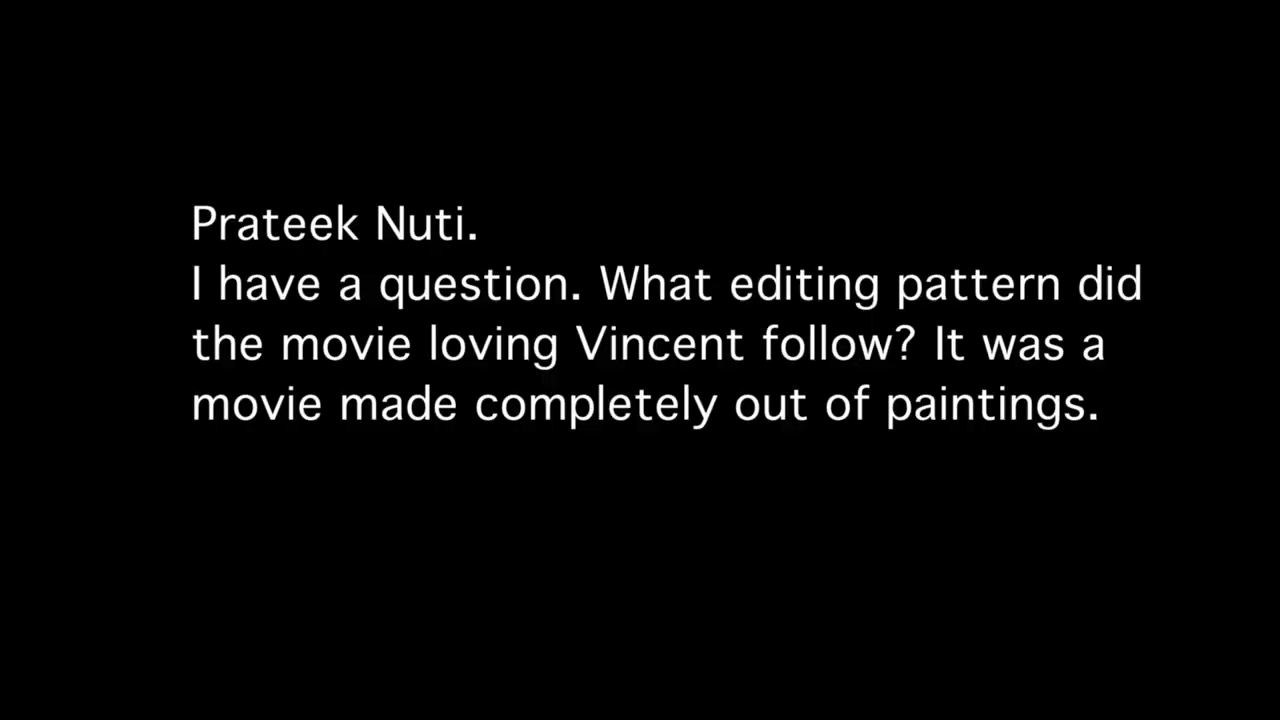 Prateek Nuti.
I have a question. What editing pattern did
the movie loving Vincent follow? It was a
movie made completely out of paintings.